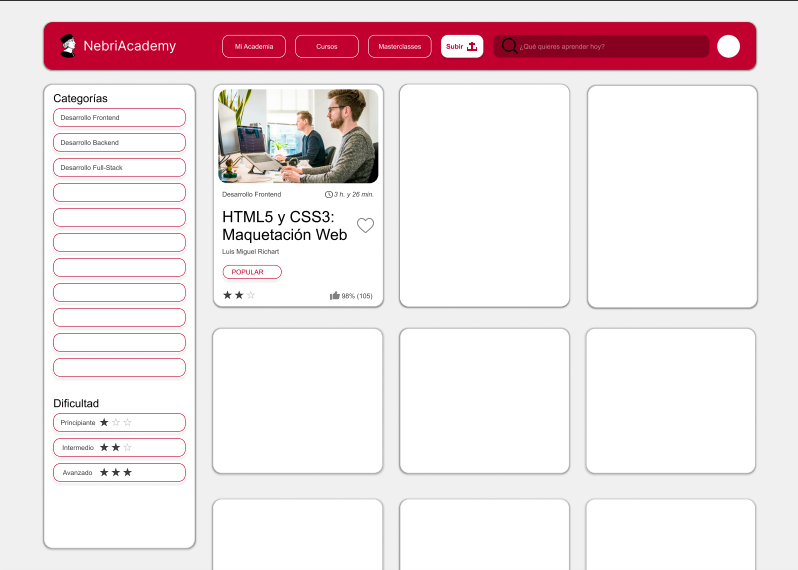 NebriAcademy
Mi Academia
Cursos
Masterclasses
Subir
¿Qué quieres aprender hoy?
Categorías
Desarrollo Frontend
Desarrollo Backend
Desarrollo Full-Stack
Dificultad
Principiante
Intermedio
Avanzado
Desarrollo Frontend
3 h. y 26 min.
HTML5 y CSS3:
Maquetación Web
Luis Miguel Richart
POPULAR
98% (105)